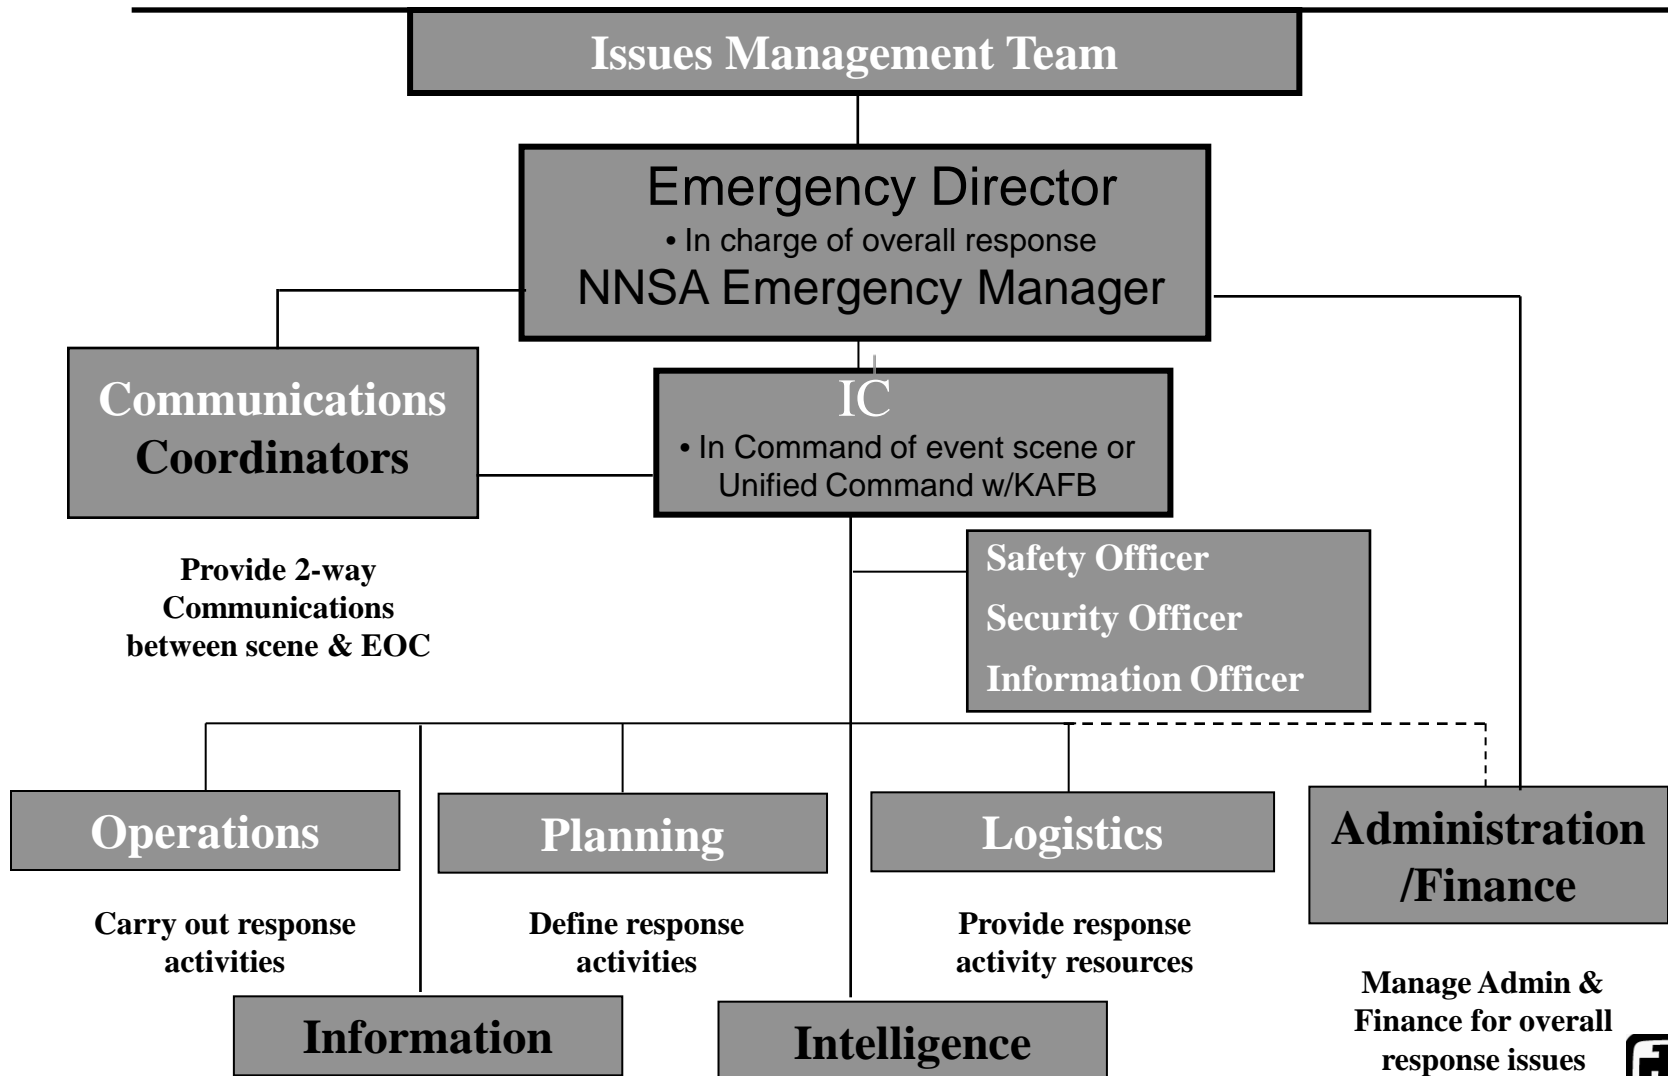 Issues Management Team
Emergency Director
• In charge of overall response
NNSA Emergency Manager
Communications
Coordinators
IC
• In Command of event scene or
Unified Command w/KAFB
Provide 2-way
Communications
between scene & EOC
Safety Officer
Security Officer
Information Officer
Operations
Planning
Logistics
Administration
/Finance
Carry out response
activities
Define response
activities
Provide response
activity resources
Manage Admin &
Finance for overall
response issues
Information
Intelligence